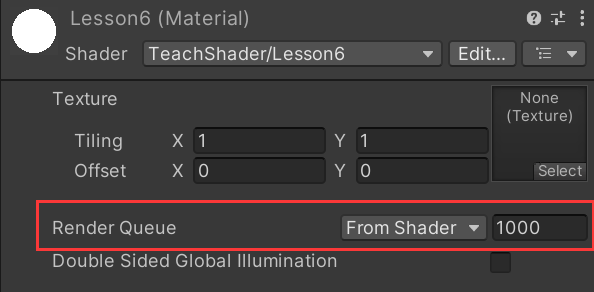 Lesson6 (Material)
Shader TeachShader/Lesson6 Edit...
Texture
None
(Texture)
Tiling X 1 Y 1
Offset X 0 Y 0
Select
Render Queue From Shader 1000
Double Sided Global Illumination